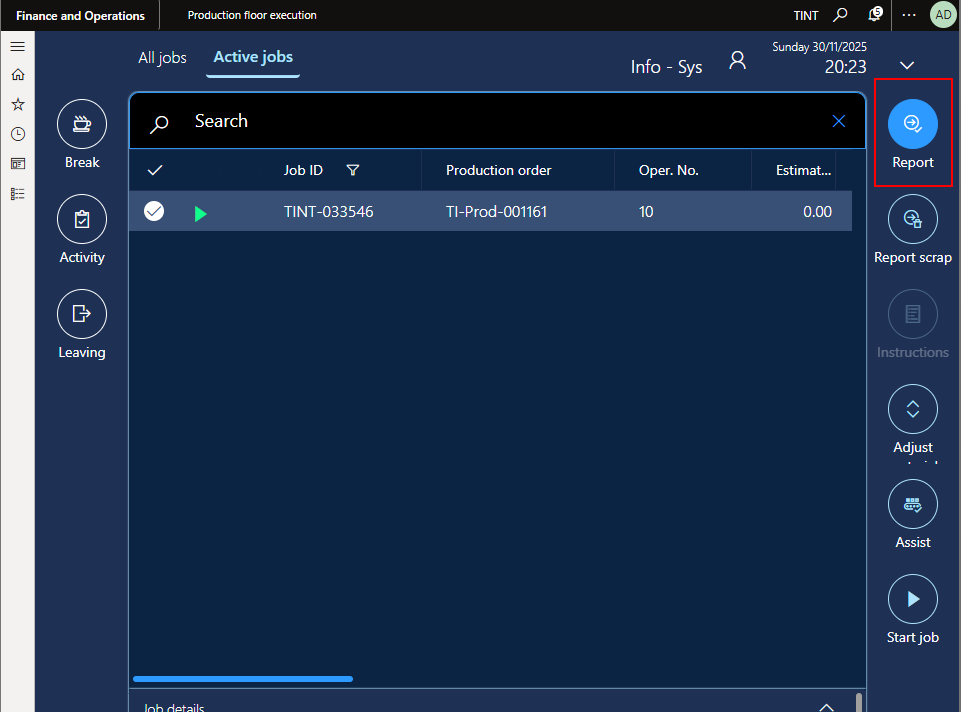 Finance and Operations
Production floor execution
TINT
5
AD
All jobs
Active jobs
Info - Sys
Sunday 30/11/2025
20:23
Break
Activity
Leaving
Search
Job ID
Production order
Oper. No.
Estimat...
TINT-033546
TI-Prod-001161
10
0.00
Report
Report scrap
Instructions
Adjust
Assist
Start job
Job details